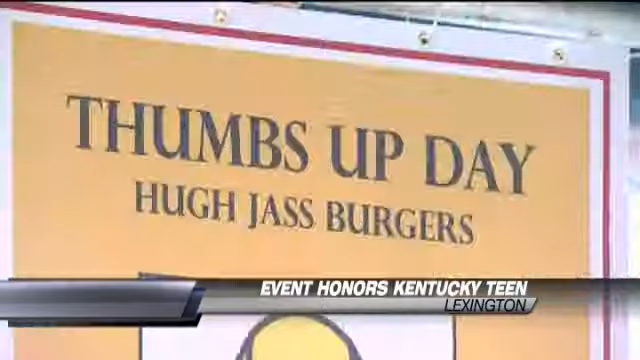 THUMBS UP DAY
HUGH JASS BURGERS
EVENT HONORS KENTUCKY TEEN
LEXINGTON